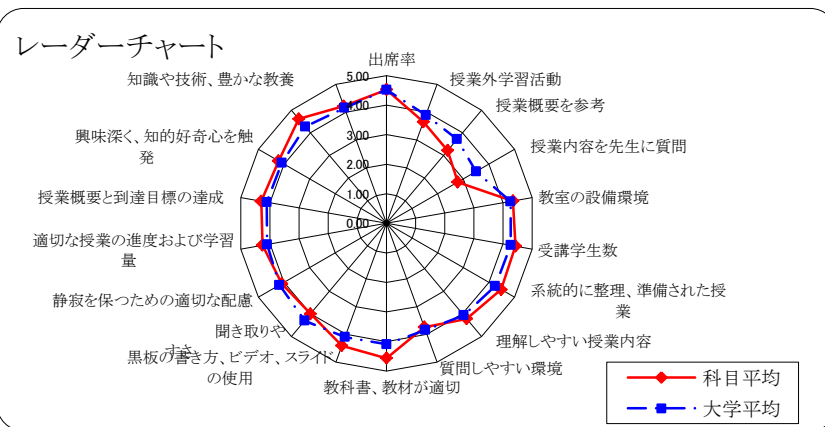 レーダーチャート
出席率
授業外学習活動
授業概要を参考
授業内容を先生に質問
教室の設備環境
受講学生数
系統的に整理、準備された授
業
理解しやすい授業内容
質問しやすい環境
教科書、教材が適切
黒板の書き方、ビデオ、スライド
の使用
聞き取りや
すさ
静寂を保つための適切な配慮
適切な授業の進度および学習
量
授業概要と到達目標の達成
興味深く、知的好奇心を触
発
知識や技術、豊かな教養
5.00
4.00
3.00
2.00
1.00
0.00
科目平均
大学平均